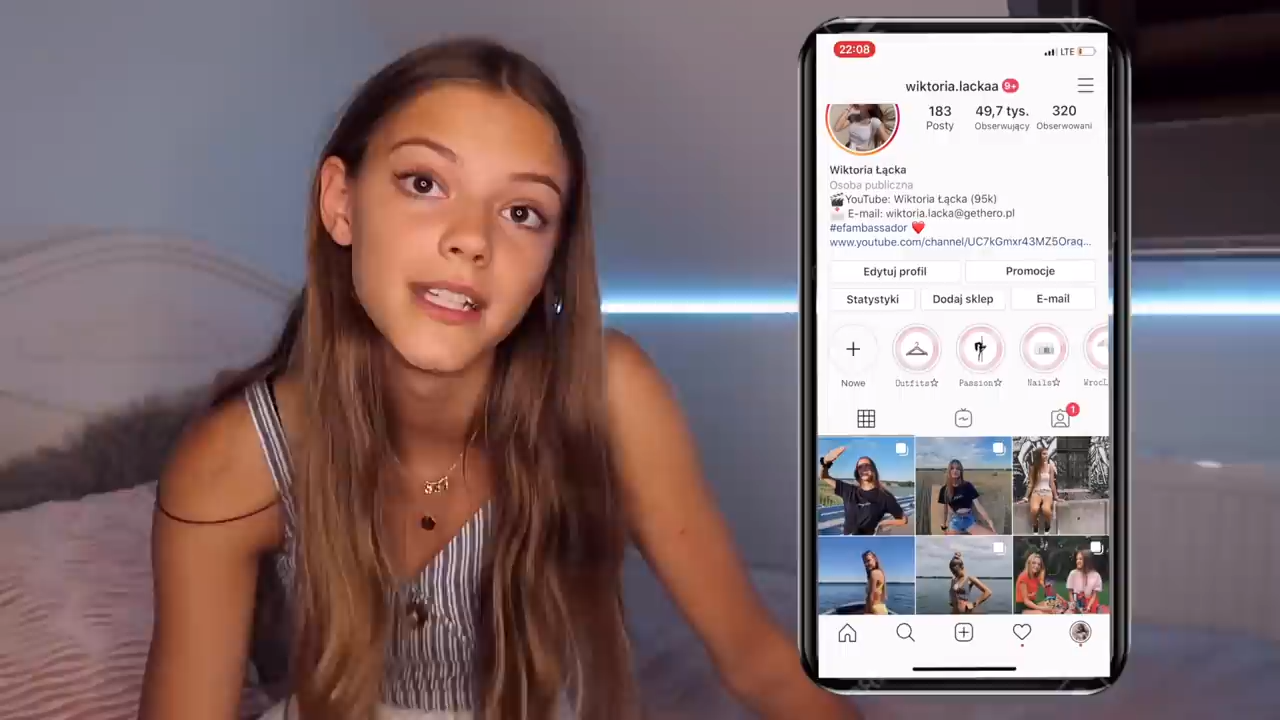 22:08
LTE
wiktoria.lackaa 9+
183 49,7 tys. 320
Posty Obserwujący Obserwowani
Wiktoria Łącka
Osoba publiczna
YouTube: Wiktoria Łącka (95k)
E-mail: wiktoria.lacka@gethero.pl
#efambassador
www.youtube.com/channel/UC7kGmxr43MZ5Oraq...
Edytuj profil Promocje
Statystyki Dodaj sklep E-mail
Nowe Outfits☆ Passion☆ Nails☆ WrocL
1